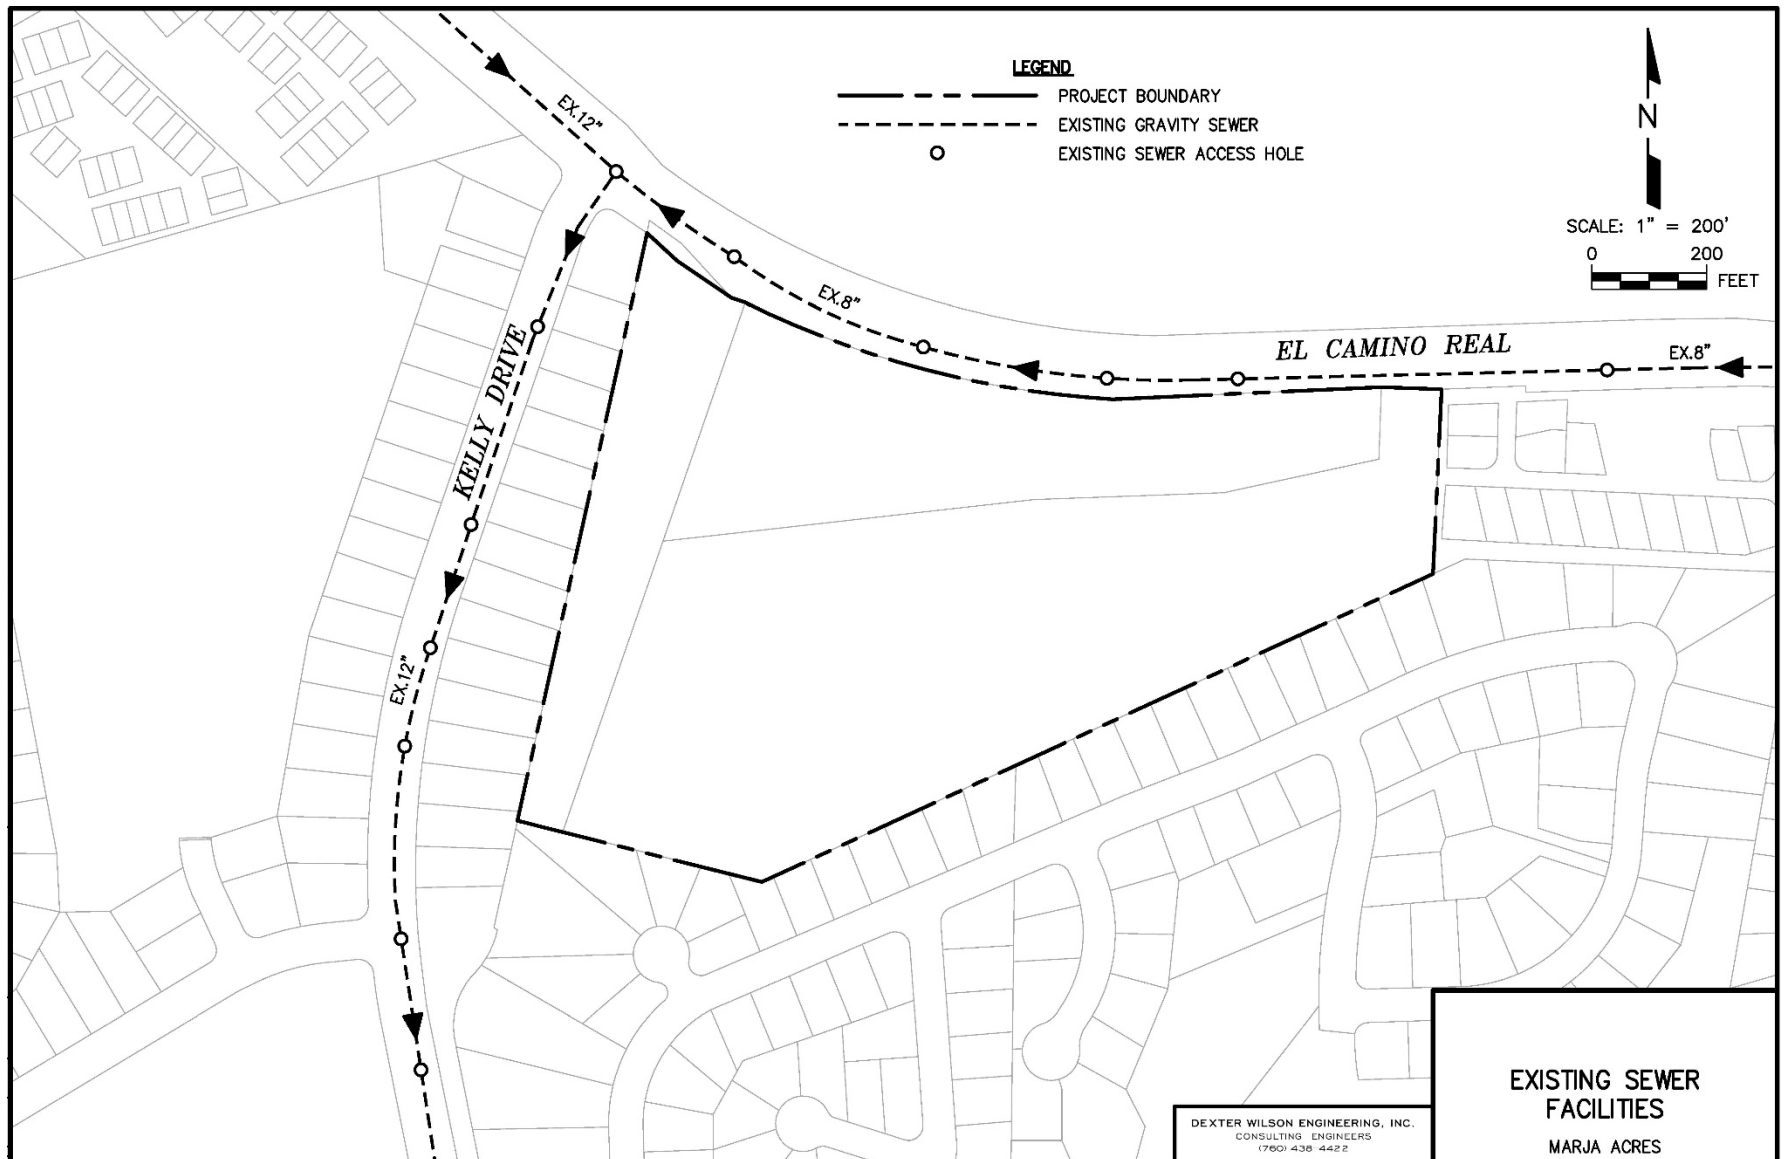 LEGEND
PROJECT BOUNDARY
EXISTING GRAVITY SEWER
EXISTING SEWER ACCESS HOLE
N
SCALE: 1" = 200'
0 200
FEET
EX.12"
EX.8"
EL CAMINO REAL
EX.8"
KELLY DRIVE
EX.12"
DEXTER WILSON ENGINEERING, INC.
CONSULTING ENGINEERS
(760) 438-4422
EXISTING SEWER
FACILITIES
MARJA ACRES